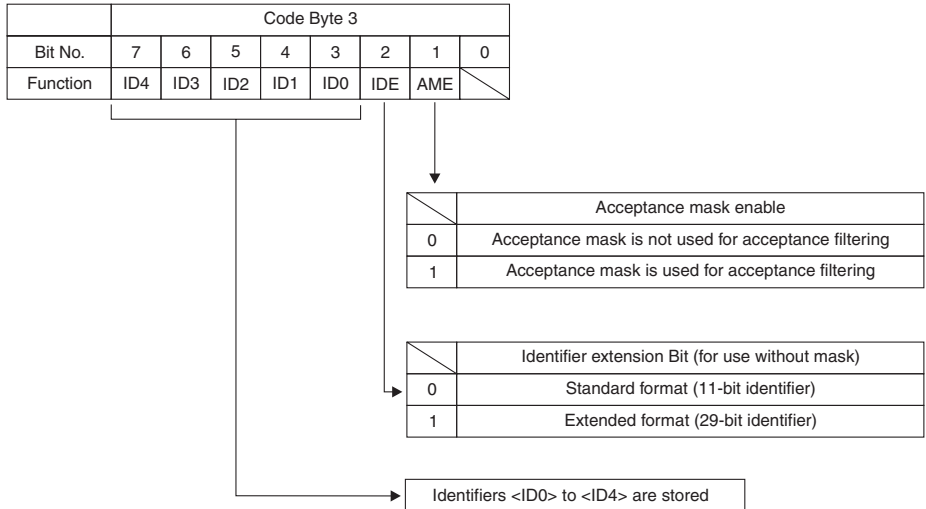 Code Byte 3
Bit No. 7 6 5 4 3 2 1 0
Function ID4 ID3 ID2 ID1 ID0 IDE AME
Acceptance mask enable
0 Acceptance mask is not used for acceptance filtering
1 Acceptance mask is used for acceptance filtering
Identifier extension Bit (for use without mask)
0 Standard format (11-bit identifier)
1 Extended format (29-bit identifier)
Identifiers <ID0> to <ID4> are stored